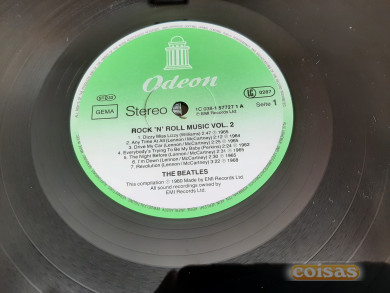 Odeon
Stereo
1C 038-1 57727 1 A
℗ EMI Records Ltd.
GEMA
LC 0287
Seite 1
ROCK 'N' ROLL MUSIC VOL. 2
1. Dizzy Miss Lizzy (Williams) 2:47 ℗ 1965
2. Any Time At All (Lennon / McCartney) 2:12 ℗ 1964
3. Drive My Car (Lennon / McCartney) 2:25 ℗ 1965
4. Everybody's Trying To Be My Baby (Perkins) 2:24 ℗ 1964
5. The Night Before (Lennon / McCartney) 2:31 ℗ 1965
6. I'm Down (Lennon / McCartney) 2:30 ℗ 1965
7. Revolution (Lennon / McCartney) 3:22 ℗ 1968
THE BEATLES
This compilation ℗ 1980 Made by EMI Records Ltd.
All sound recordings owned by
EMI Records Ltd.
coisas